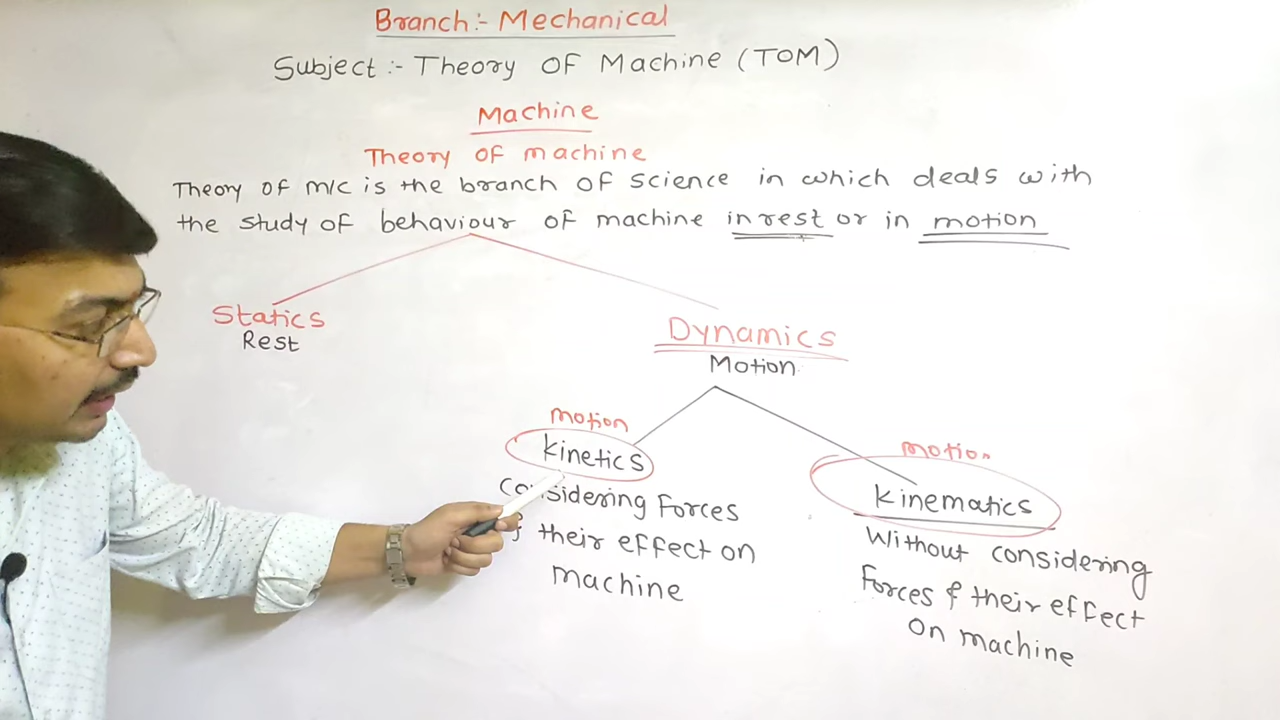 Branch:- Mechanical
Subject:- Theory OF Machine (TOM)
Machine
Theory of machine
Theory of m/c is the branch of science in which deals with
the study of behaviour of machine in rest or in motion
Statics
Rest
Dynamics
Motion
motion
kinetics
Considering Forces
& their effect on
machine
motion
kinematics
Without considering
Forces & their effect
on machine